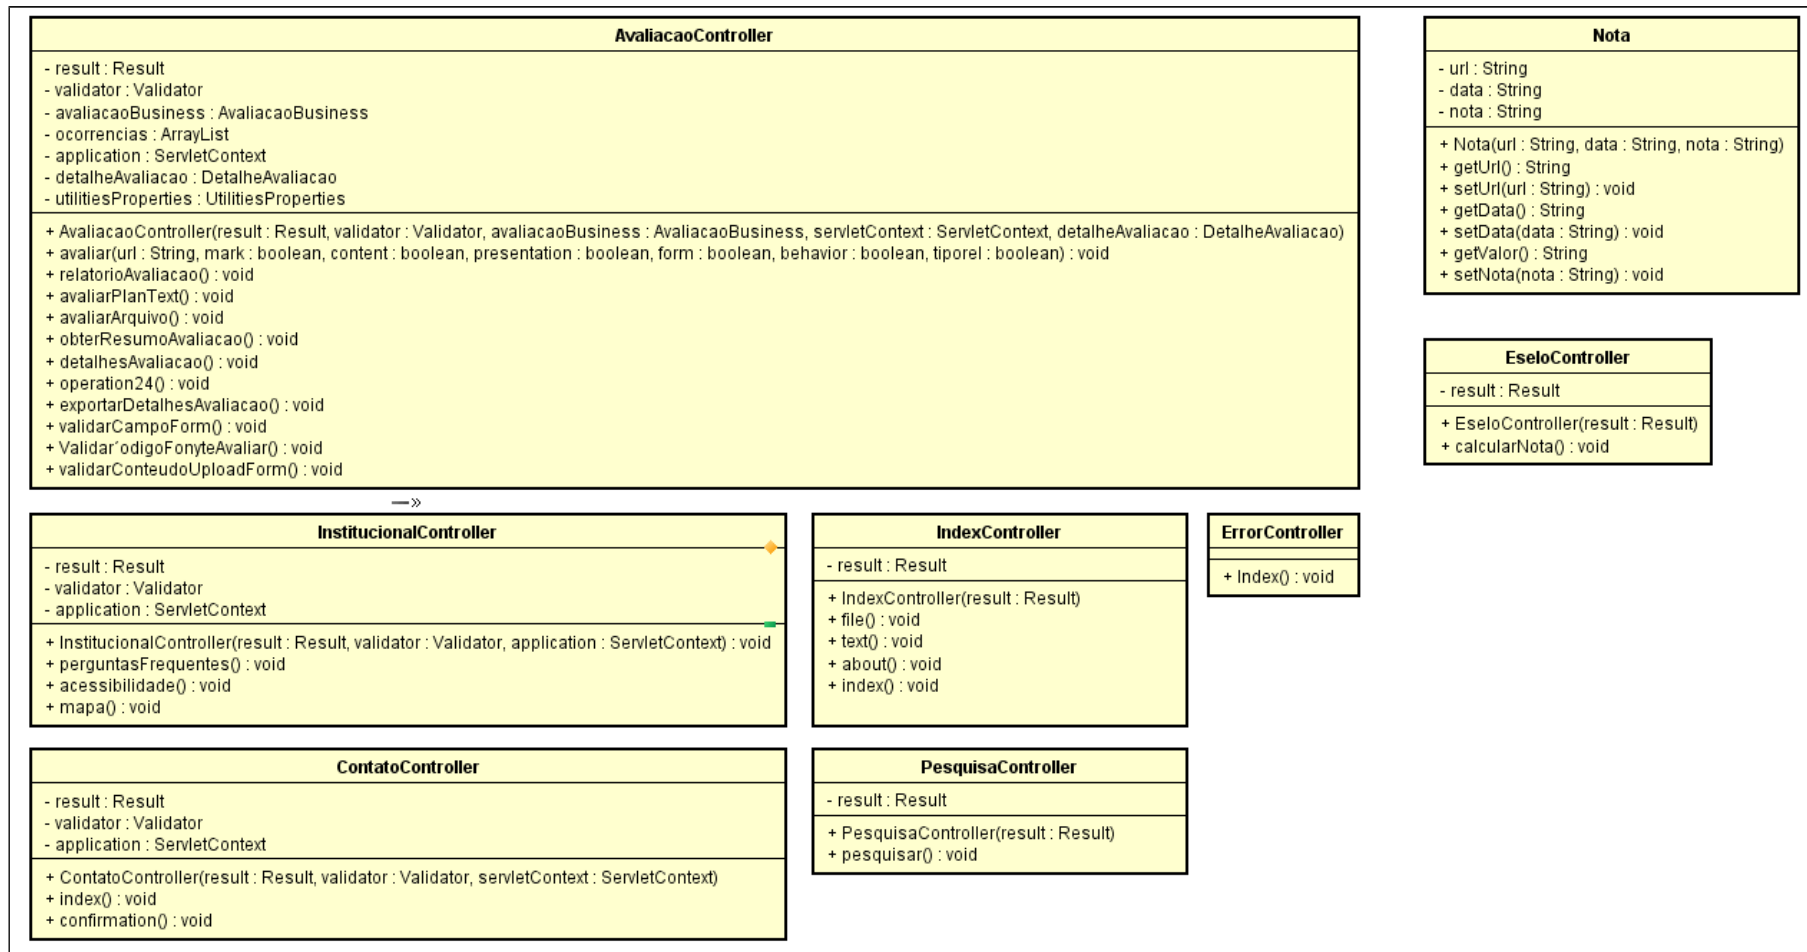 AvaliacaoController
- result : Result
- validator : Validator
- avaliacaoBusiness : AvaliacaoBusiness
- ocorrencias : ArrayList
- application : ServletContext
- detalheAvaliacao : DetalheAvaliacao
- utilitiesProperties : UtilitiesProperties
+ AvaliacaoController(result : Result, validator : Validator, avaliacaoBusiness : AvaliacaoBusiness, servletContext : ServletContext, detalheAvaliacao : DetalheAvaliacao)
+ avaliar(url : String, mark : boolean, content : boolean, presentation : boolean, form : boolean, behavior : boolean, tiporel : boolean) : void
+ relatorioAvaliacao() : void
+ avaliarPlanText() : void
+ avaliarArquivo() : void
+ obterResumoAvaliacao() : void
+ detalhesAvaliacao() : void
+ operation24() : void
+ exportarDetalhesAvaliacao() : void
+ validarCampoForm() : void
+ Validar´odigoFonyteAvaliar() : void
+ validarConteudoUploadForm() : void
Nota
- url : String
- data : String
- nota : String
+ Nota(url : String, data : String, nota : String)
+ getUrl() : String
+ setUrl(url : String) : void
+ getData() : String
+ setData(data : String) : void
+ getValor() : String
+ setNota(nota : String) : void
EseloController
- result : Result
+ EseloController(result : Result)
+ calcularNota() : void
InstitucionalController
- result : Result
- validator : Validator
- application : ServletContext
+ InstitucionalController(result : Result, validator : Validator, application : ServletContext) : void
+ perguntasFrequentes() : void
+ acessibilidade() : void
+ mapa() : void
IndexController
- result : Result
+ IndexController(result : Result)
+ file() : void
+ text() : void
+ about() : void
+ index() : void
ErrorController
+ Index() : void
ContatoController
- result : Result
- validator : Validator
- application : ServletContext
+ ContatoController(result : Result, validator : Validator, servletContext : ServletContext)
+ index() : void
+ confirmation() : void
PesquisaController
- result : Result
+ PesquisaController(result : Result)
+ pesquisar() : void